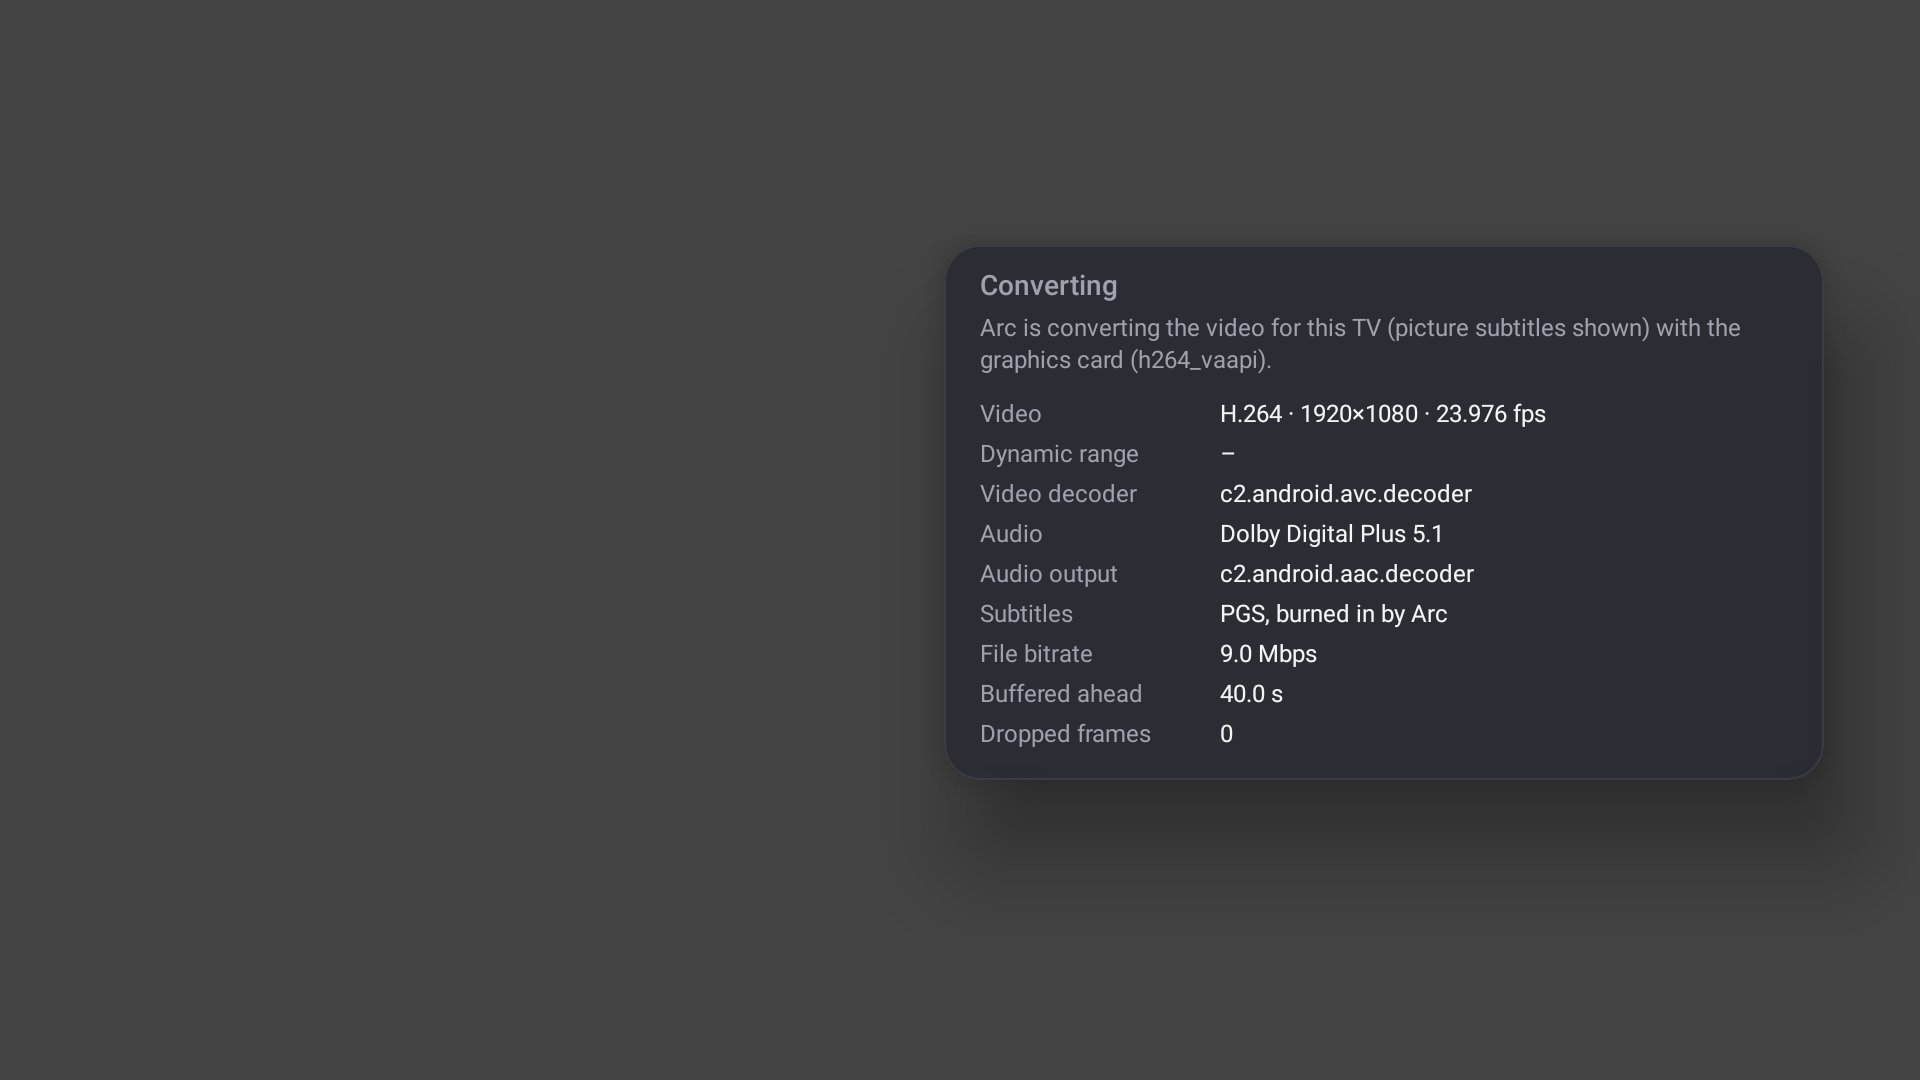 Converting
Arc is converting the video for this TV (picture subtitles shown) with the
graphics card (h264_vaapi).
Video H.264 · 1920×1080 · 23.976 fps
Dynamic range –
Video decoder c2.android.avc.decoder
Audio Dolby Digital Plus 5.1
Audio output c2.android.aac.decoder
Subtitles PGS, burned in by Arc
File bitrate 9.0 Mbps
Buffered ahead 40.0 s
Dropped frames 0